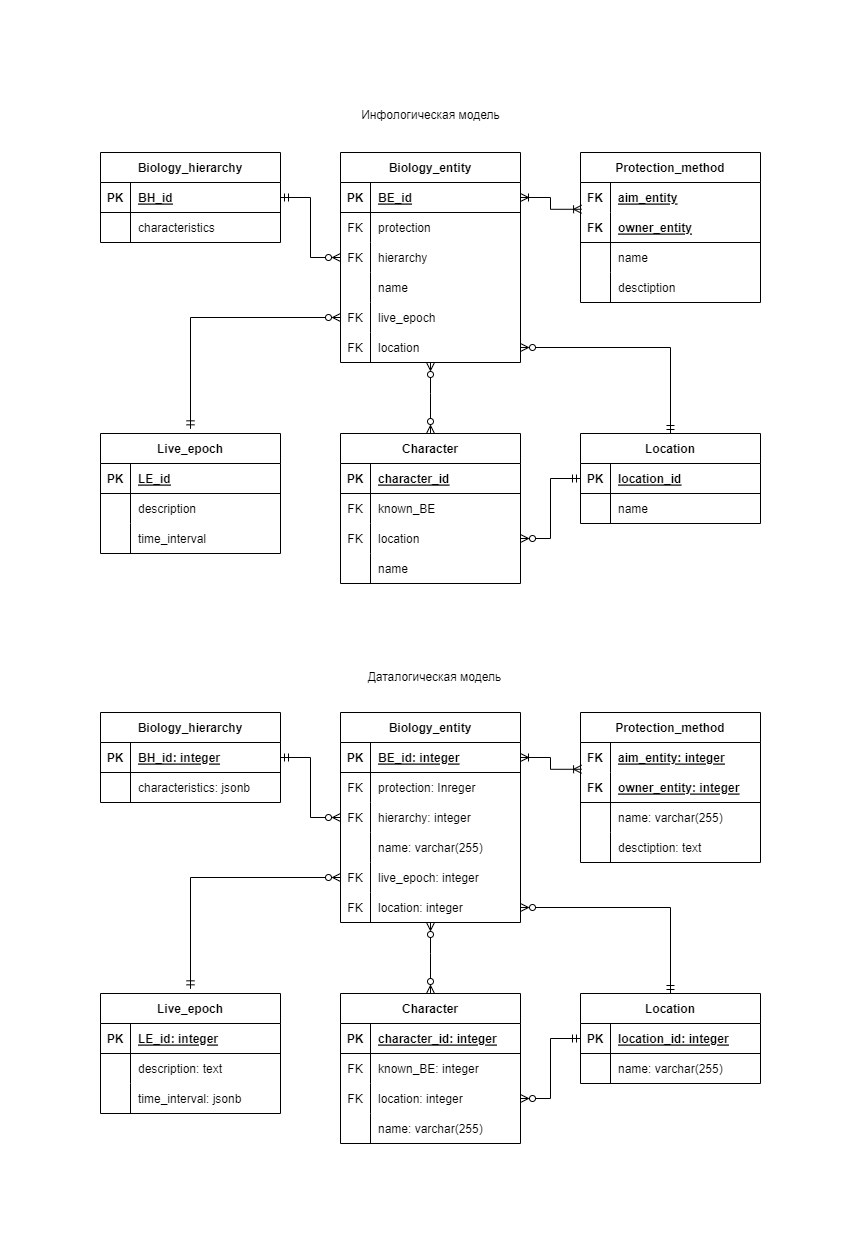 Инфологическая модель
Biology_hierarchy
PK BH_id
characteristics
Biology_entity
PK BE_id
FK protection
FK hierarchy
name
FK live_epoch
FK location
Protection_method
FK aim_entity
FK owner_entity
name
desctiption
Live_epoch
PK LE_id
description
time_interval
Character
PK character_id
FK known_BE
FK location
name
Location
PK location_id
name
Даталогическая модель
Biology_hierarchy
PK BH_id: integer
characteristics: jsonb
Biology_entity
PK BE_id: integer
FK protection: Inreger
FK hierarchy: integer
name: varchar(255)
FK live_epoch: integer
FK location: integer
Protection_method
FK aim_entity: integer
FK owner_entity: integer
name: varchar(255)
desctiption: text
Live_epoch
PK LE_id: integer
description: text
time_interval: jsonb
Character
PK character_id: integer
FK known_BE: integer
FK location: integer
name: varchar(255)
Location
PK location_id: integer
name: varchar(255)